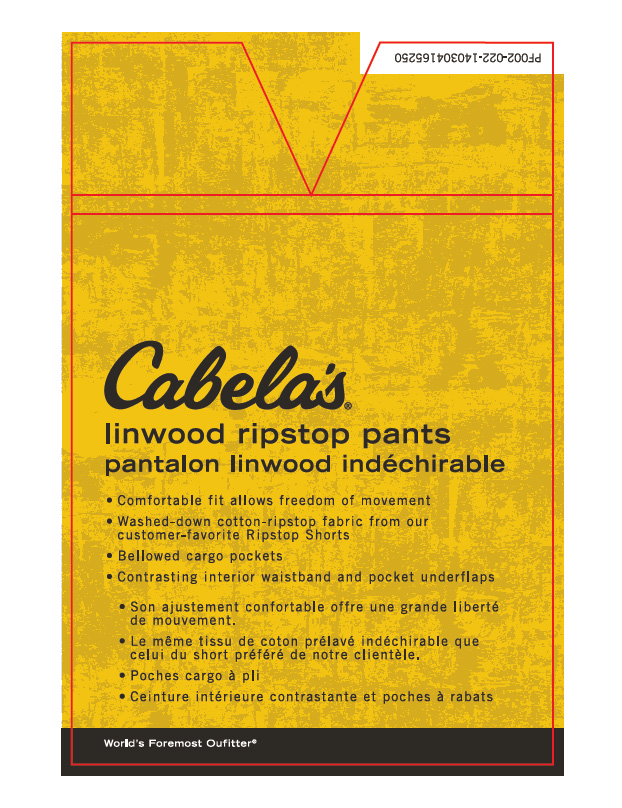 PF002-022-140304165250
Cabela's®
linwood ripstop pants
pantalon linwood indéchirable
• Comfortable fit allows freedom of movement
• Washed-down cotton-ripstop fabric from our
customer-favorite Ripstop Shorts
• Bellowed cargo pockets
• Contrasting interior waistband and pocket underflaps
• Son ajustement confortable offre une grande liberté
de mouvement.
• Le même tissu de coton prélavé indéchirable que
celui du short préféré de notre clientèle.
• Poches cargo à pli
• Ceinture intérieure contrastante et poches à rabats
World's Foremost Oufitter®